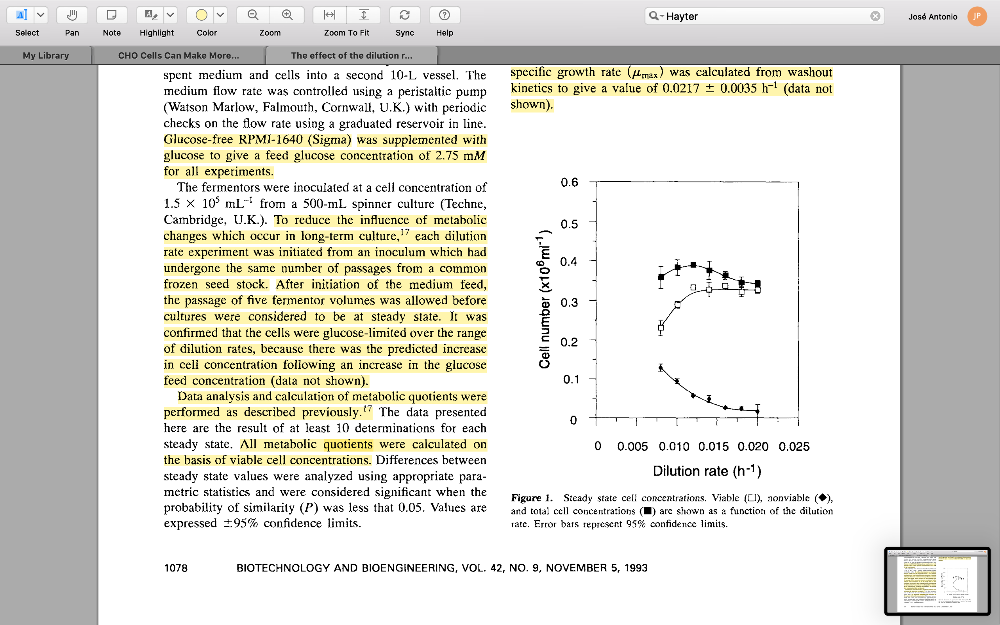 Select
Pan
Note
Highlight
Color
Zoom
Zoom To Fit
Sync
Help
Hayter
José Antonio
JP
My Library
CHO Cells Can Make More...
The effect of the dilution r...
spent medium and cells into a second 10-L vessel. The
medium flow rate was controlled using a peristaltic pump
(Watson Marlow, Falmouth, Cornwall, U.K.) with periodic
checks on the flow rate using a graduated reservoir in line.
Glucose-free RPMI-1640 (Sigma) was supplemented with
glucose to give a feed glucose concentration of 2.75 mM
for all experiments.
The fermentors were inoculated at a cell concentration of
1.5 × 10⁵ mL⁻¹ from a 500-mL spinner culture (Techne,
Cambridge, U.K.). To reduce the influence of metabolic
changes which occur in long-term culture,¹⁷ each dilution
rate experiment was initiated from an inoculum which had
undergone the same number of passages from a common
frozen seed stock. After initiation of the medium feed,
the passage of five fermentor volumes was allowed before
cultures were considered to be at steady state. It was
confirmed that the cells were glucose-limited over the range
of dilution rates, because there was the predicted increase
in cell concentration following an increase in the glucose
feed concentration (data not shown).
Data analysis and calculation of metabolic quotients were
performed as described previously.¹⁷ The data presented
here are the result of at least 10 determinations for each
steady state. All metabolic quotients were calculated on
the basis of viable cell concentrations. Differences between
steady state values were analyzed using appropriate para-
metric statistics and were considered significant when the
probability of similarity (P) was less that 0.05. Values are
expressed ±95% confidence limits.
specific growth rate (μmax) was calculated from washout
kinetics to give a value of 0.0217 ± 0.0035 h⁻¹ (data not
shown).
0.6
0.5
0.4
0.3
0.2
0.1
0
Cell number (x10⁶ml⁻¹)
0 0.005 0.010 0.015 0.020 0.025
Dilution rate (h⁻¹)
Figure 1. Steady state cell concentrations. Viable (□), nonviable (◆),
and total cell concentrations (■) are shown as a function of the dilution
rate. Error bars represent 95% confidence limits.
1078 BIOTECHNOLOGY AND BIOENGINEERING, VOL. 42, NO. 9, NOVEMBER 5, 1993